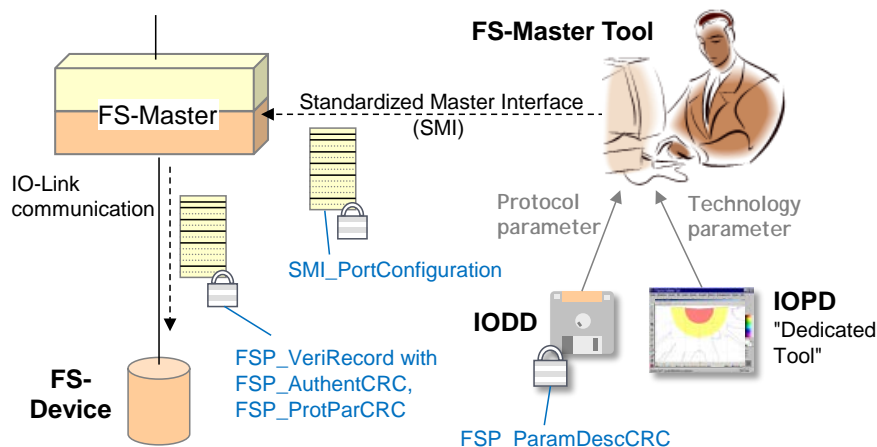 FS-Master Tool
FS-Master
Standardized Master Interface
(SMI)
IO-Link
communication
Protocol
parameter
Technology
parameter
SMI_PortConfiguration
IODD
IOPD
"Dedicated
Tool"
FS-
Device
FSP_VeriRecord with
FSP_AuthentCRC,
FSP_ProtParCRC
FSP_ParamDescCRC